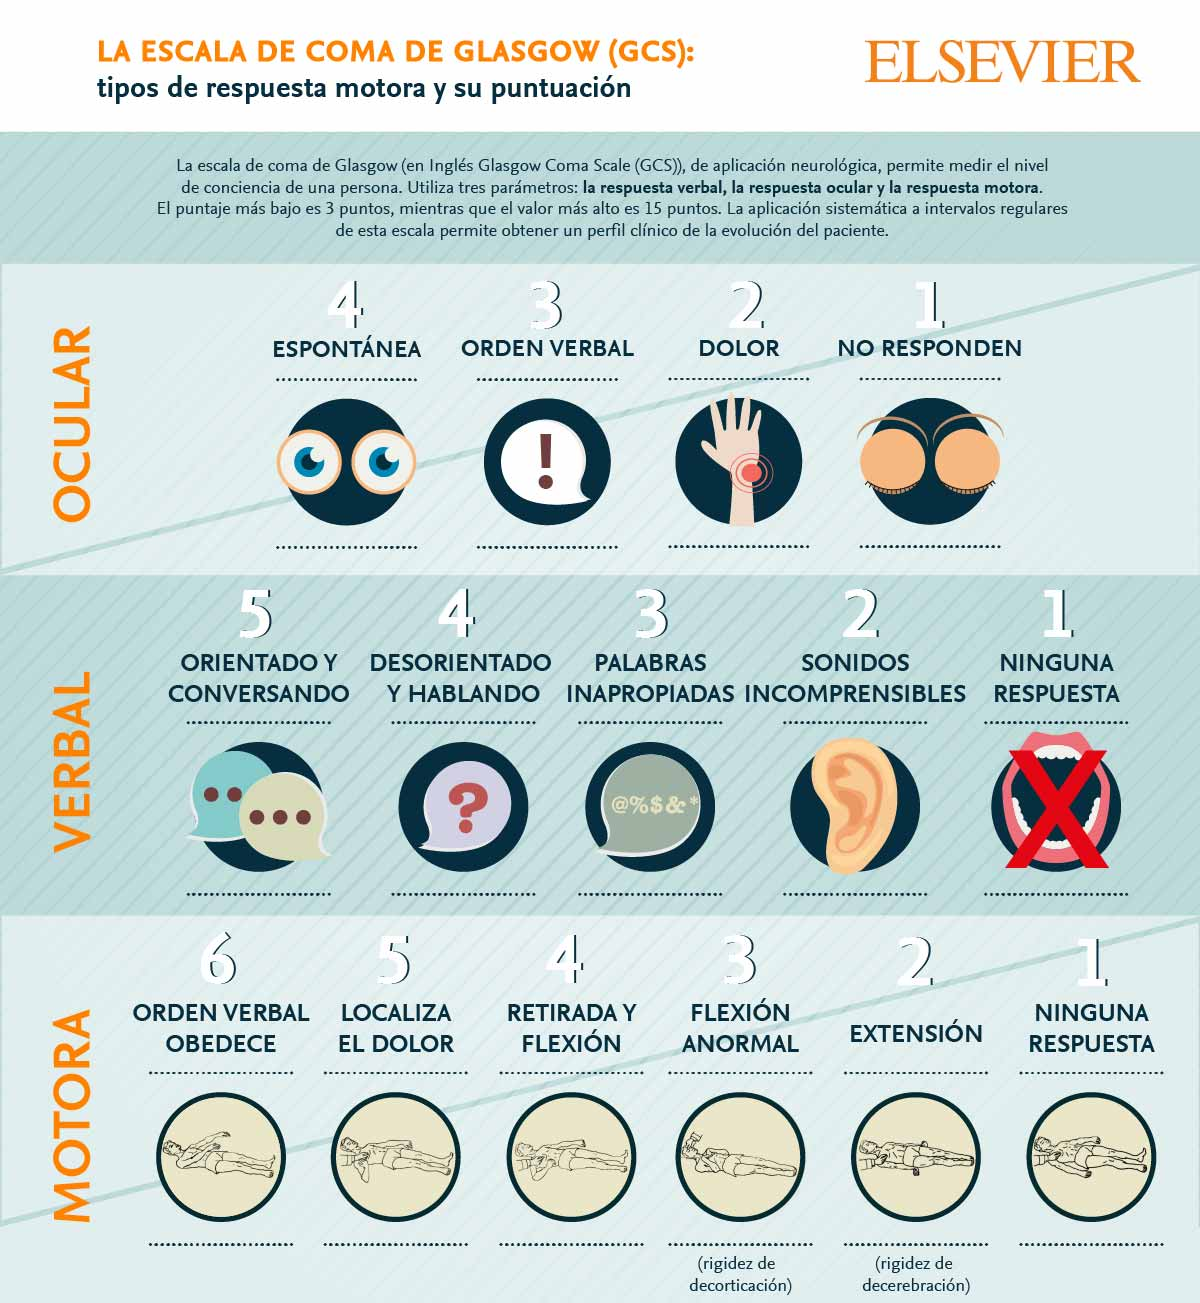 LA ESCALA DE COMA DE GLASGOW (GCS):
tipos de respuesta motora y su puntuación
ELSEVIER
La escala de coma de Glasgow (en Inglés Glasgow Coma Scale (GCS)), de aplicación neurológica, permite medir el nivel
de conciencia de una persona. Utiliza tres parámetros: la respuesta verbal, la respuesta ocular y la respuesta motora.
El puntaje más bajo es 3 puntos, mientras que el valor más alto es 15 puntos. La aplicación sistemática a intervalos regulares
de esta escala permite obtener un perfil clínico de la evolución del paciente.
OCULAR
4
ESPONTÁNEA
3
ORDEN VERBAL
!
2
DOLOR
1
NO RESPONDEN
VERBAL
5
ORIENTADO Y
CONVERSANDO
4
DESORIENTADO
Y HABLANDO
?
3
PALABRAS
INAPROPIADAS
@%$&*
2
SONIDOS
INCOMPRENSIBLES
1
NINGUNA
RESPUESTA
X
MOTORA
6
ORDEN VERBAL
OBEDECE
5
LOCALIZA
EL DOLOR
4
RETIRADA Y
FLEXIÓN
3
FLEXIÓN
ANORMAL
(rigidez de
decorticación)
2
EXTENSIÓN
(rigidez de
decerebración)
1
NINGUNA
RESPUESTA